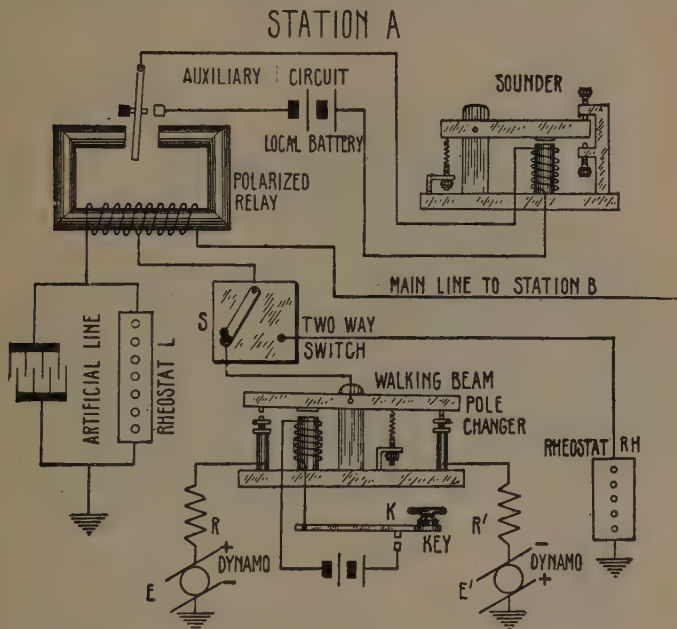 STATION A
AUXILIARY CIRCUIT
SOUNDER
LOCAL BATTERY
POLARIZED
RELAY
MAIN LINE TO STATION B
S
TWO WAY
SWITCH
ARTIFICIAL LINE
RHEOSTAT L
WALKING BEAM
POLE
CHANGER
RHEOSTAT RH
K
KEY
R
R'
+
DYNAMO
−
E
−
DYNAMO
+
E'